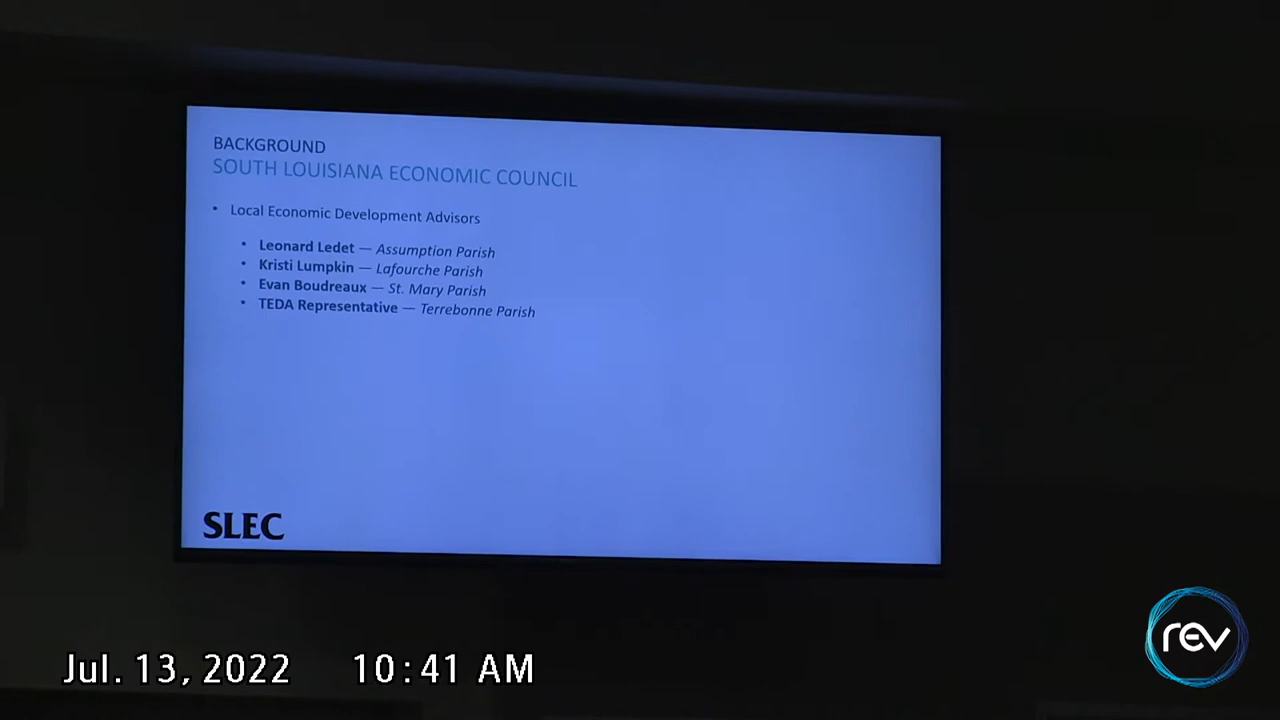 BACKGROUND
SOUTH LOUISIANA ECONOMIC COUNCIL
• Local Economic Development Advisors
• Leonard Ledet — Assumption Parish
• Kristi Lumpkin — Lafourche Parish
• Evan Boudreaux — St. Mary Parish
• TEDA Representative — Terrebonne Parish
SLEC
rev
Jul. 13, 2022 10:41 AM